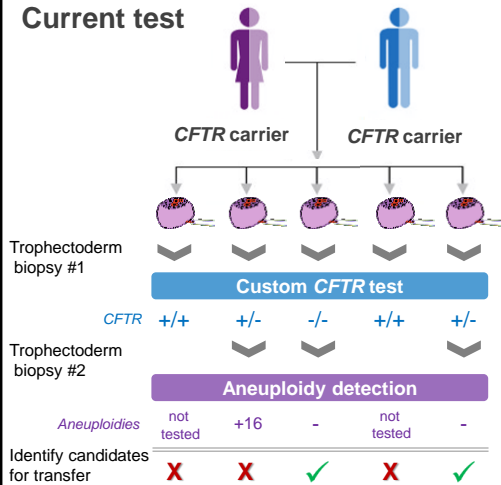 Current test
CFTR carrier
CFTR carrier
Trophectoderm
biopsy #1
Custom CFTR test
CFTR +/+ +/- -/- +/+ +/-
Trophectoderm
biopsy #2
Aneuploidy detection
Aneuploidies not tested +16 - not tested -
Identify candidates
for transfer X X ✓ X ✓